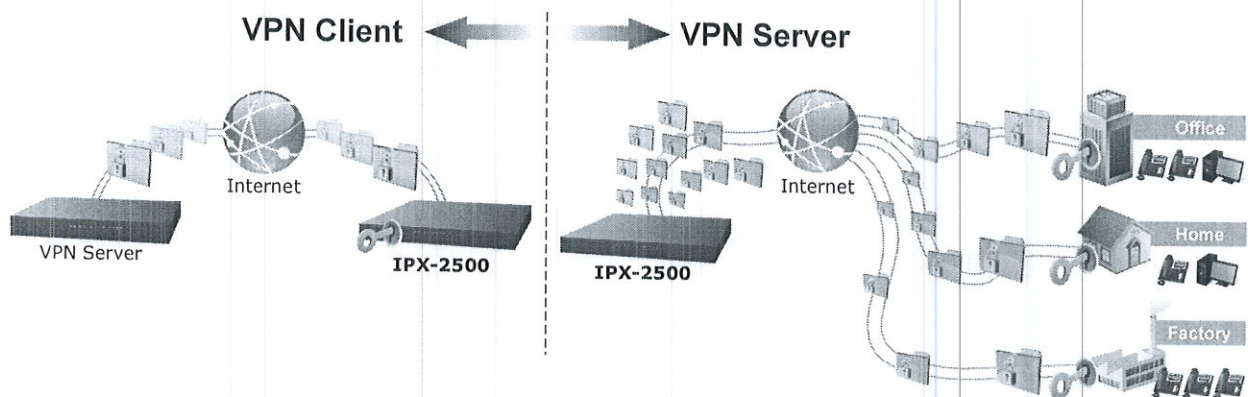 VPN Client
VPN Server
Internet
VPN Server
IPX-2500
Internet
IPX-2500
Office
Home
Factory